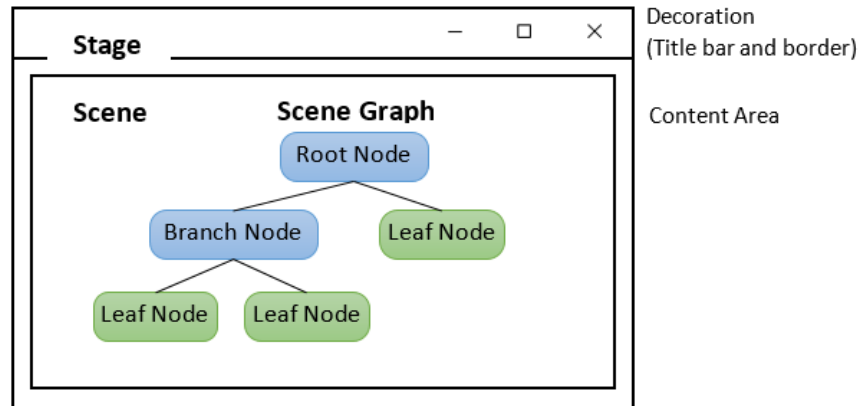 Decoration
(Title bar and border)
Stage
Content Area
Scene
Scene Graph
Root Node
Branch Node
Leaf Node
Leaf Node
Leaf Node